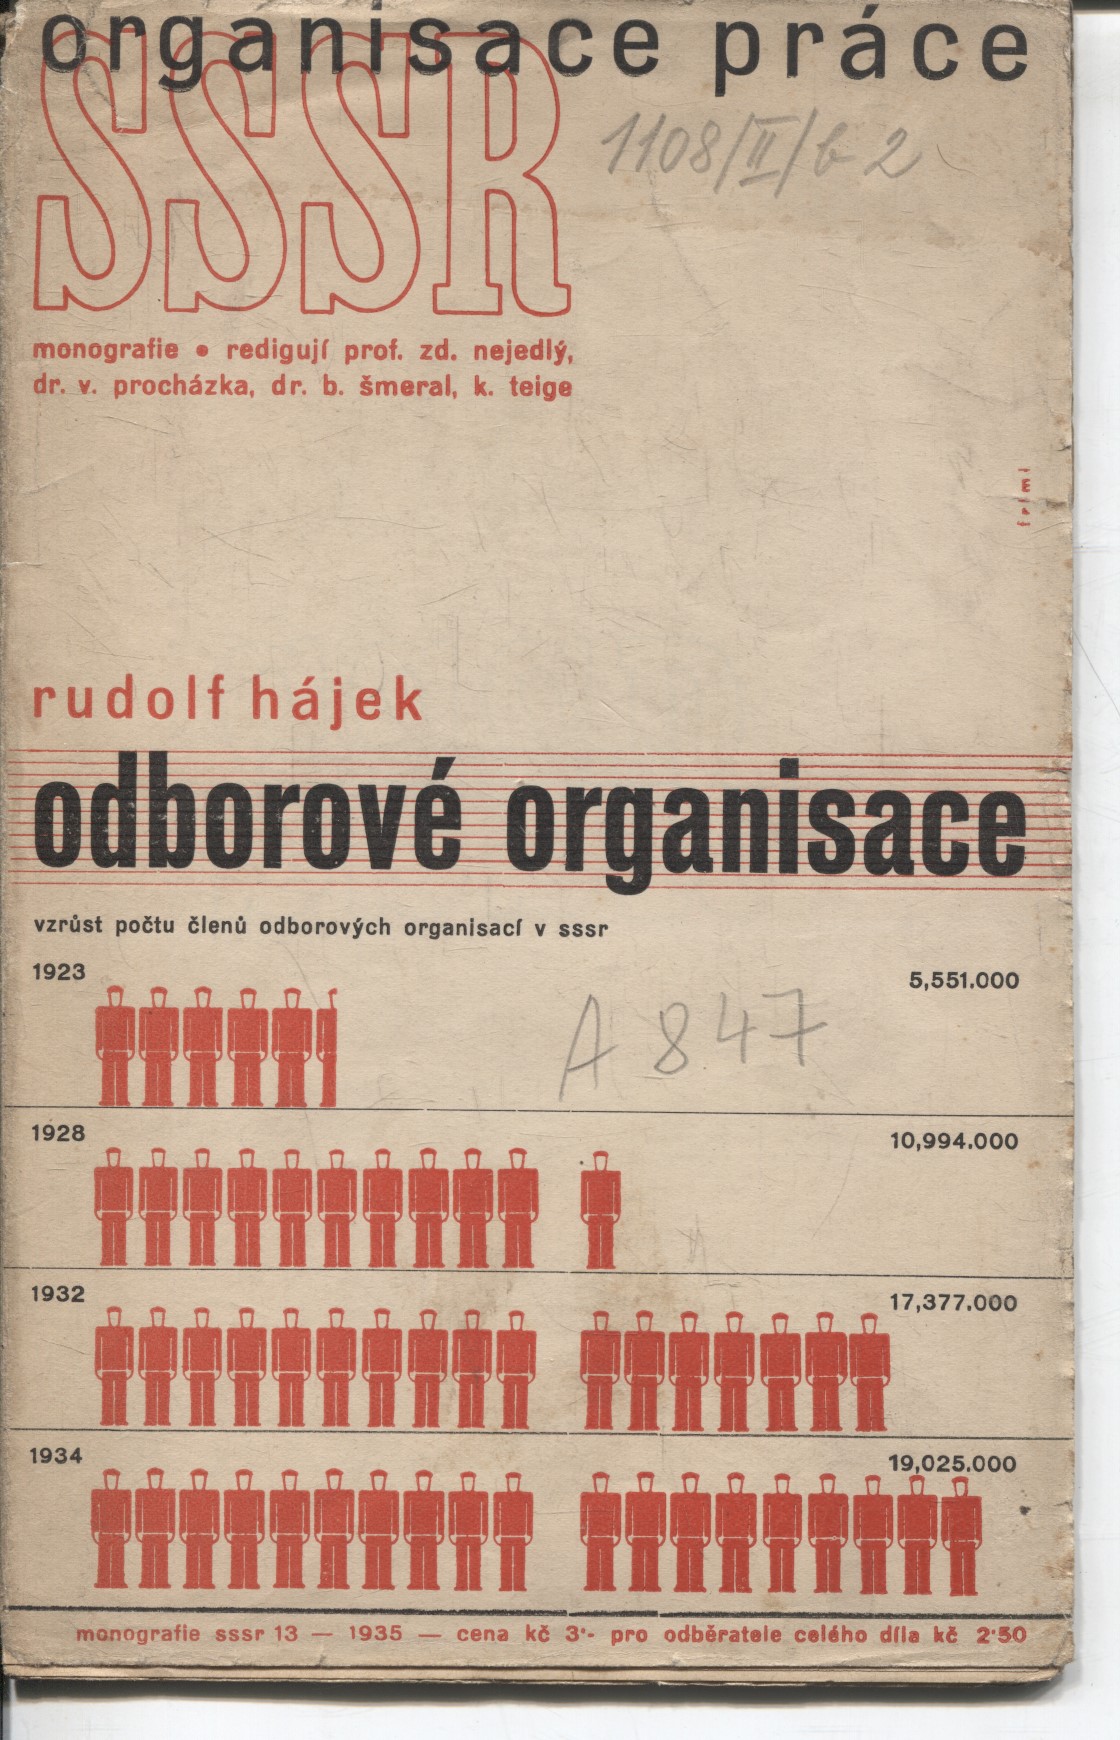 organisace práce
SSSR
1108/II/b 2
monografie • redigují prof. zd. nejedlý,
dr. v. procházka, dr. b. šmeral, k. teige
friml
rudolf hájek
odborové organisace
vzrůst počtu členů odborových organisací v sssr
1923 5,551.000
A 847
1928 10,994.000
1932 17,377.000
1934 19,025.000
monografie sssr 13 — 1935 — cena kč 3·- pro odběratele celého díla kč 2·50